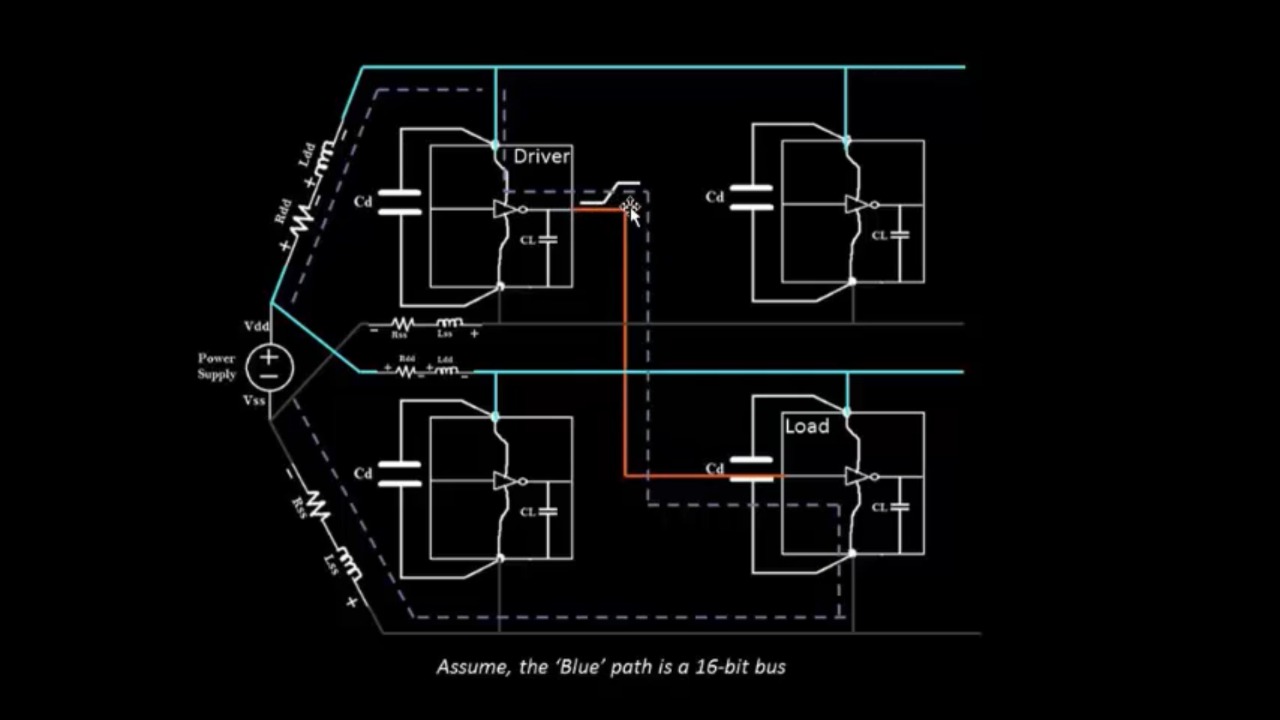 Ldd
Rdd
Driver
Cd
Cd
CL
CL
Vdd
Rss
Lss
Power
Supply
Rdd
Ldd
Vss
Load
Cd
Cd
CL
CL
Rss
Lss
Assume, the ‘Blue’ path is a 16-bit bus